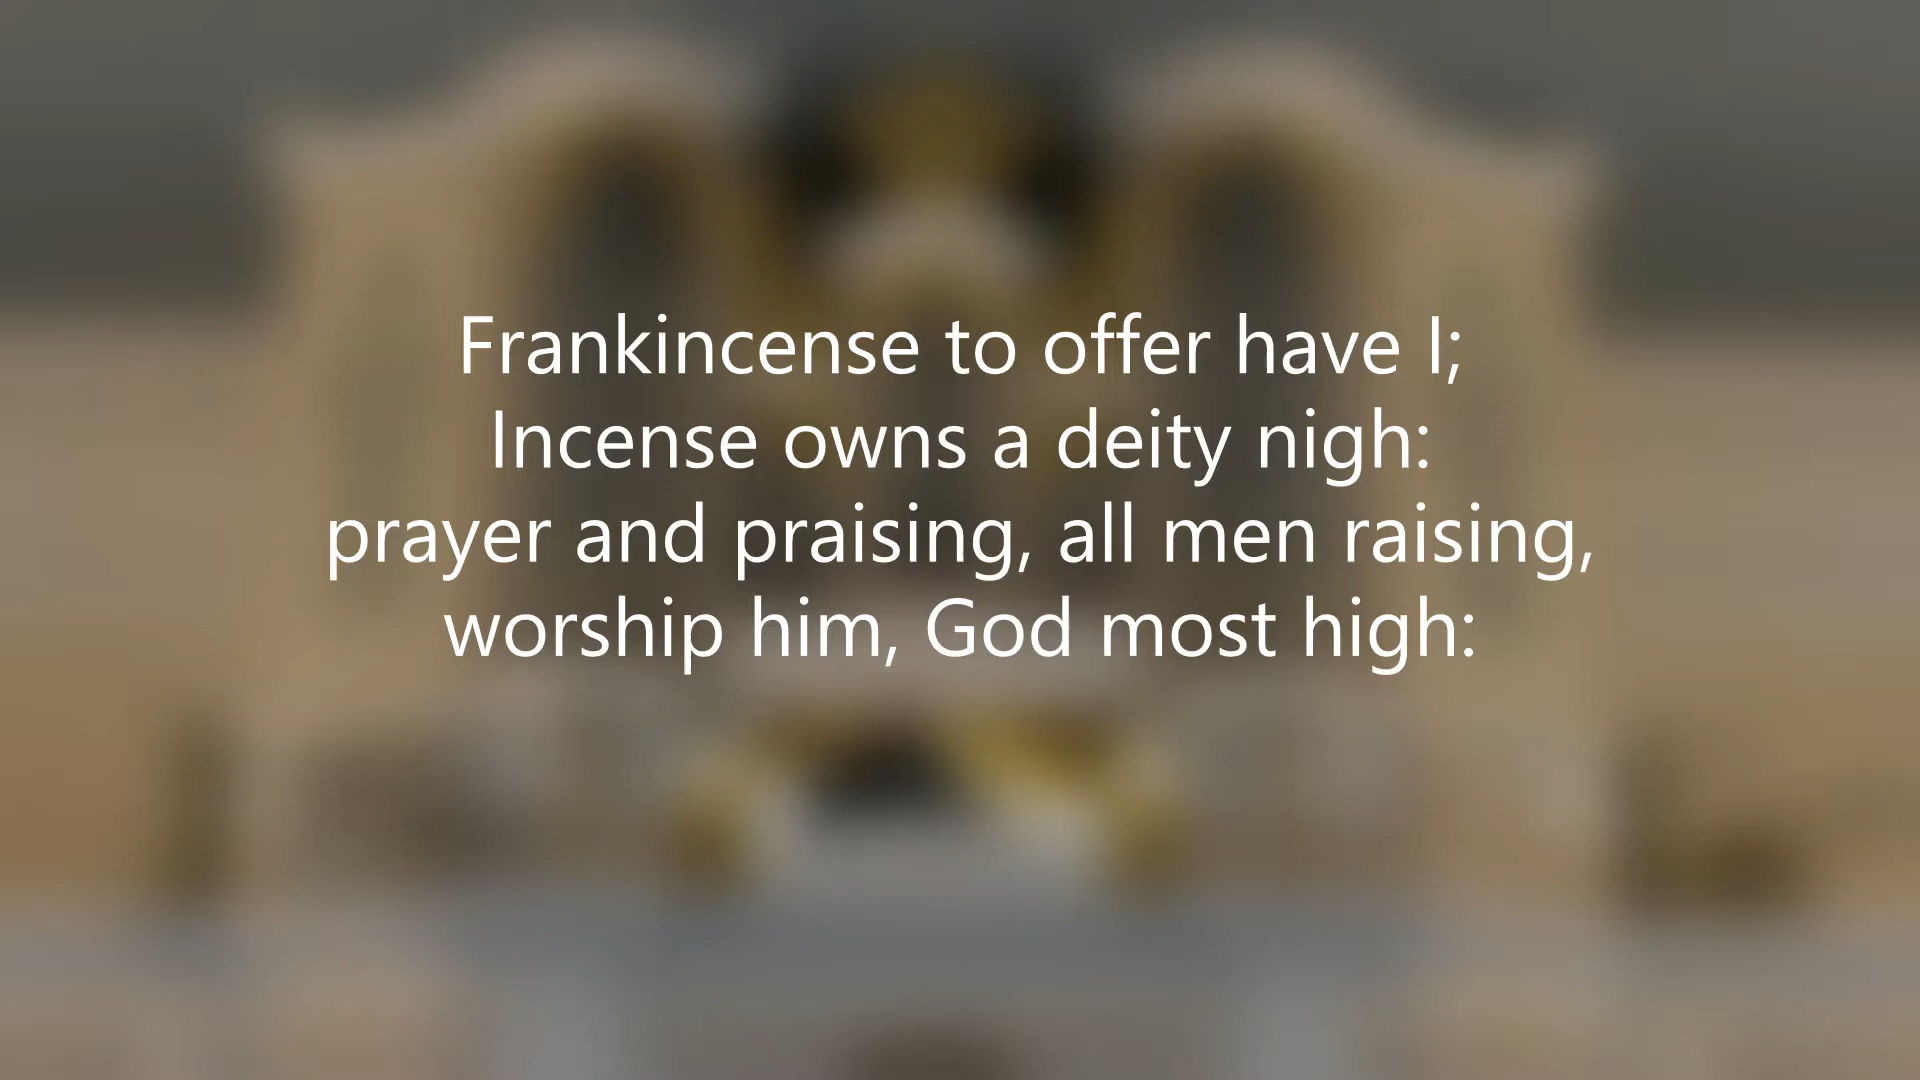 Frankincense to offer have I;
Incense owns a deity nigh:
prayer and praising, all men raising,
worship him, God most high: